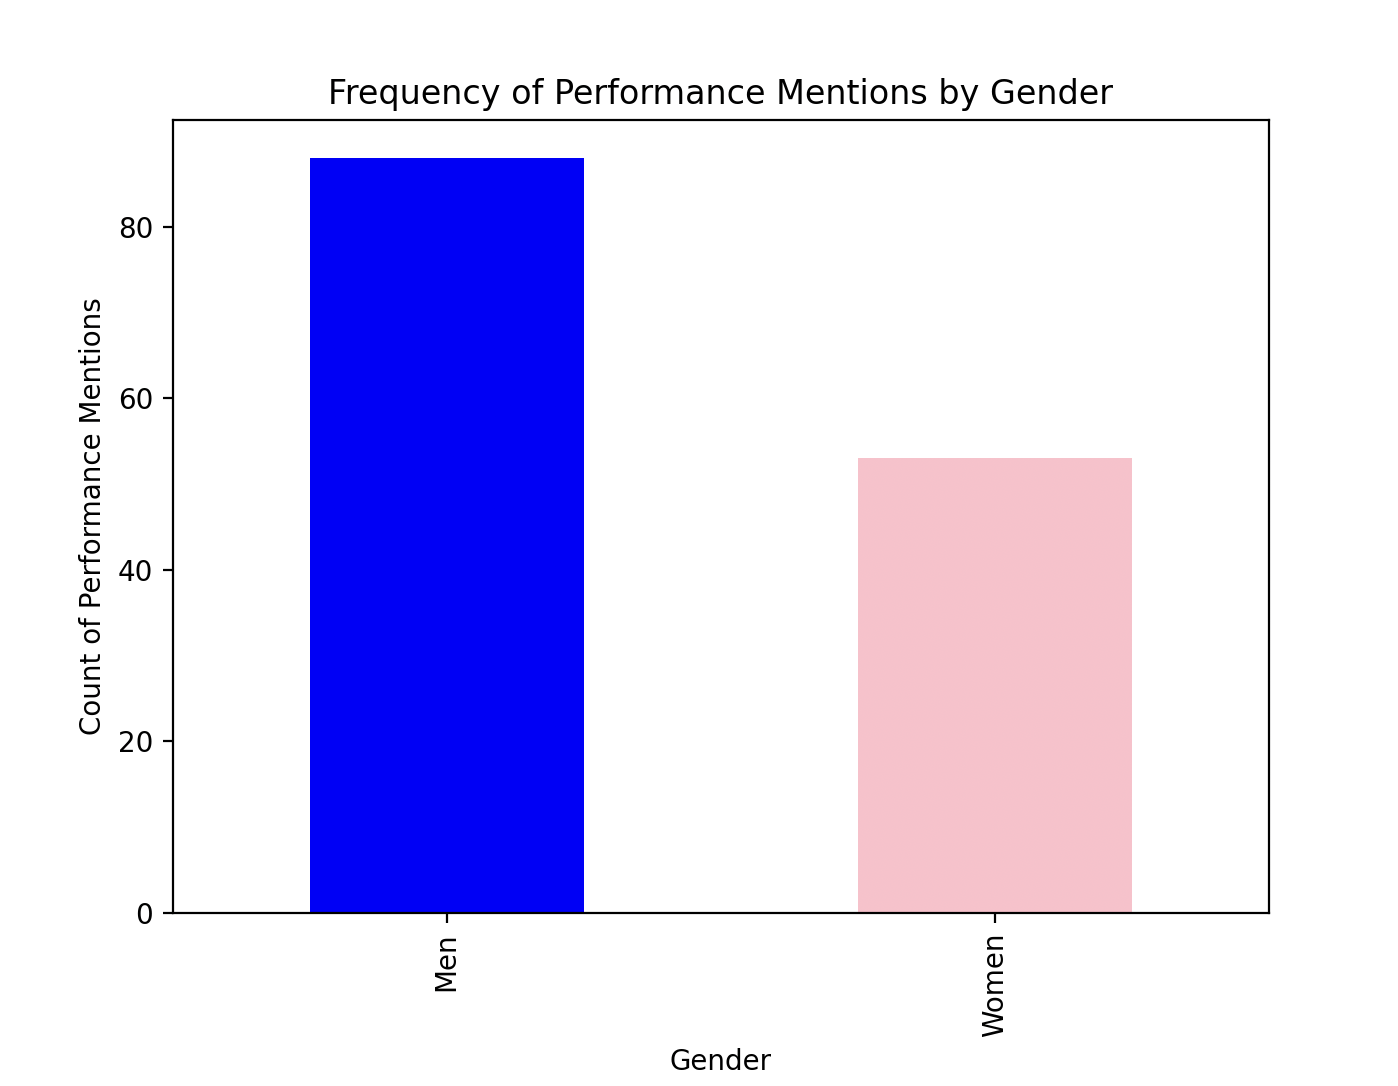 Frequency of Performance Mentions by Gender
Count of Performance Mentions
80
60
40
20
0
Men
Women
Gender